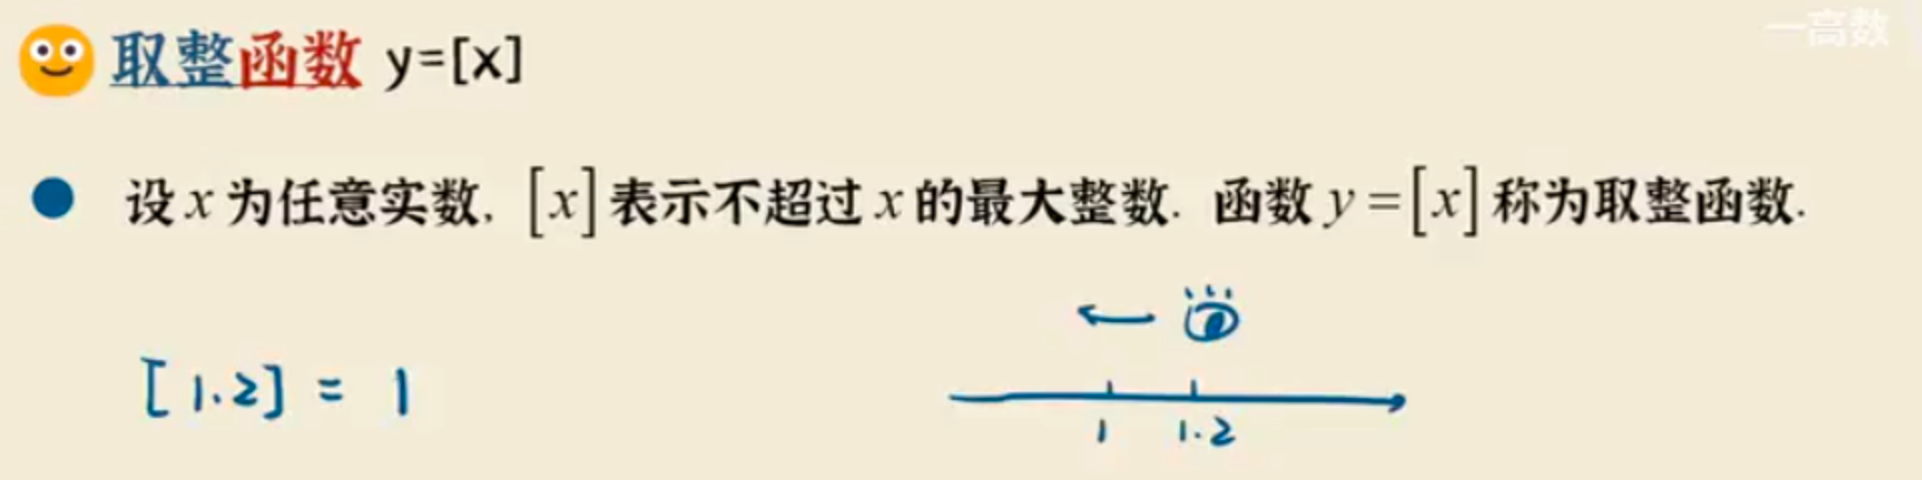 取整函数 y=[x]
一高数
设 x 为任意实数, [x] 表示不超过 x 的最大整数. 函数 y=[x] 称为取整函数.
[1.2] = 1
1 1.2